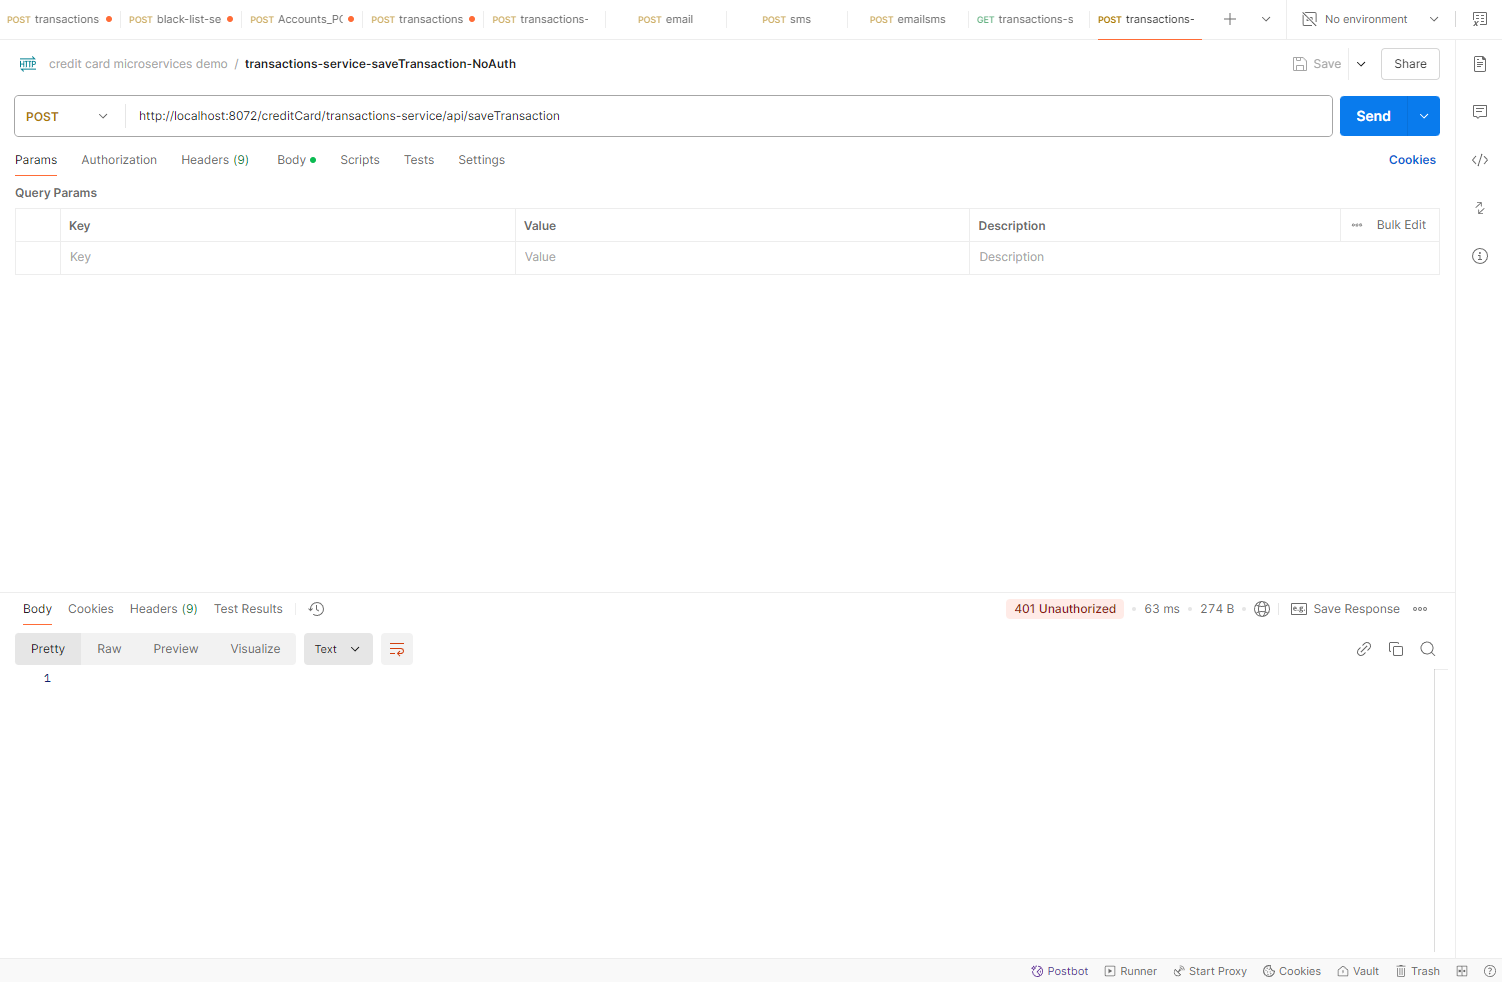 POST transactions POST black-list-se POST Accounts_PC POST transactions POST transactions- POST email POST sms POST emailsms GET transactions-s POST transactions- No environment
HTTP credit card microservices demo / transactions-service-saveTransaction-NoAuth Save Share
POST http://localhost:8072/creditCard/transactions-service/api/saveTransaction Send
Params Authorization Headers (9) Body Scripts Tests Settings Cookies
Query Params
Key Value Description Bulk Edit
Key Value Description
Body Cookies Headers (9) Test Results 401 Unauthorized 63 ms 274 B e.g. Save Response
Pretty Raw Preview Visualize Text
1
Postbot Runner Start Proxy Cookies Vault Trash